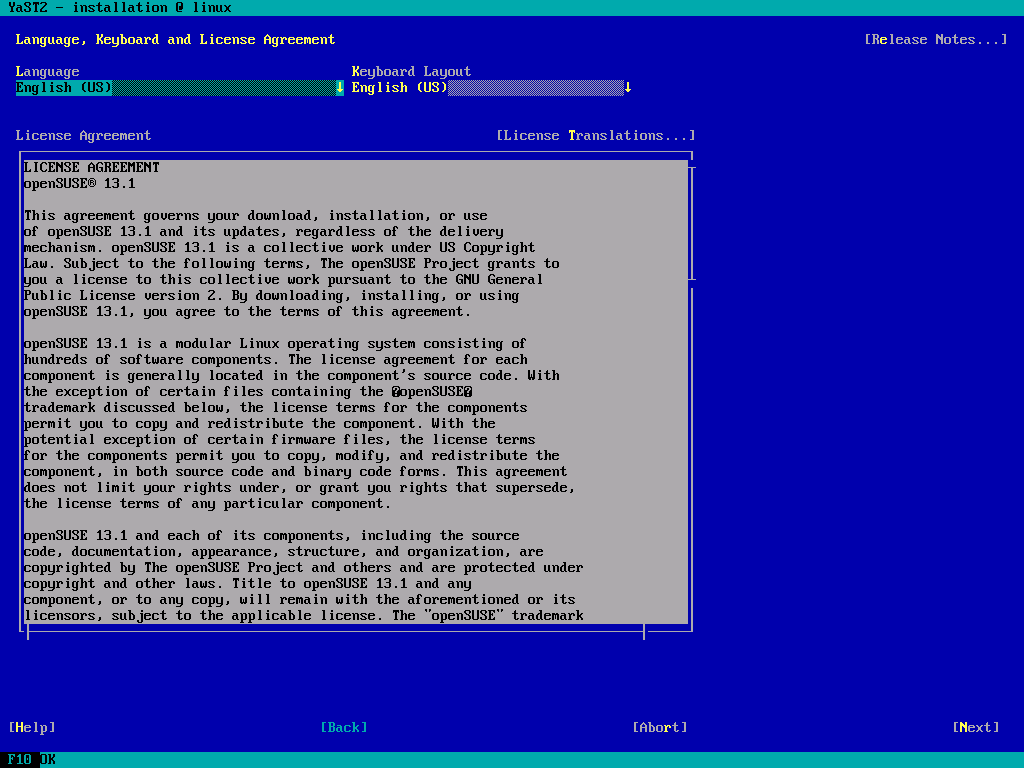 YaST2 - installation @ linux
Language, Keyboard and License Agreement [Release Notes...]
Language Keyboard Layout
English (US)↓ English (US)↓
License Agreement [License Translations...]
LICENSE AGREEMENT
openSUSE® 13.1
This agreement governs your download, installation, or use
of openSUSE 13.1 and its updates, regardless of the delivery
mechanism. openSUSE 13.1 is a collective work under US Copyright
Law. Subject to the following terms, The openSUSE Project grants to
you a license to this collective work pursuant to the GNU General
Public License version 2. By downloading, installing, or using
openSUSE 13.1, you agree to the terms of this agreement.
openSUSE 13.1 is a modular Linux operating system consisting of
hundreds of software components. The license agreement for each
component is generally located in the component's source code. With
the exception of certain files containing the �openSUSE�
trademark discussed below, the license terms for the components
permit you to copy and redistribute the component. With the
potential exception of certain firmware files, the license terms
for the components permit you to copy, modify, and redistribute the
component, in both source code and binary code forms. This agreement
does not limit your rights under, or grant you rights that supersede,
the license terms of any particular component.
openSUSE 13.1 and each of its components, including the source
code, documentation, appearance, structure, and organization, are
copyrighted by The openSUSE Project and others and are protected under
copyright and other laws. Title to openSUSE 13.1 and any
component, or to any copy, will remain with the aforementioned or its
licensors, subject to the applicable license. The "openSUSE" trademark
[Help] [Back] [Abort] [Next]
F10 OK